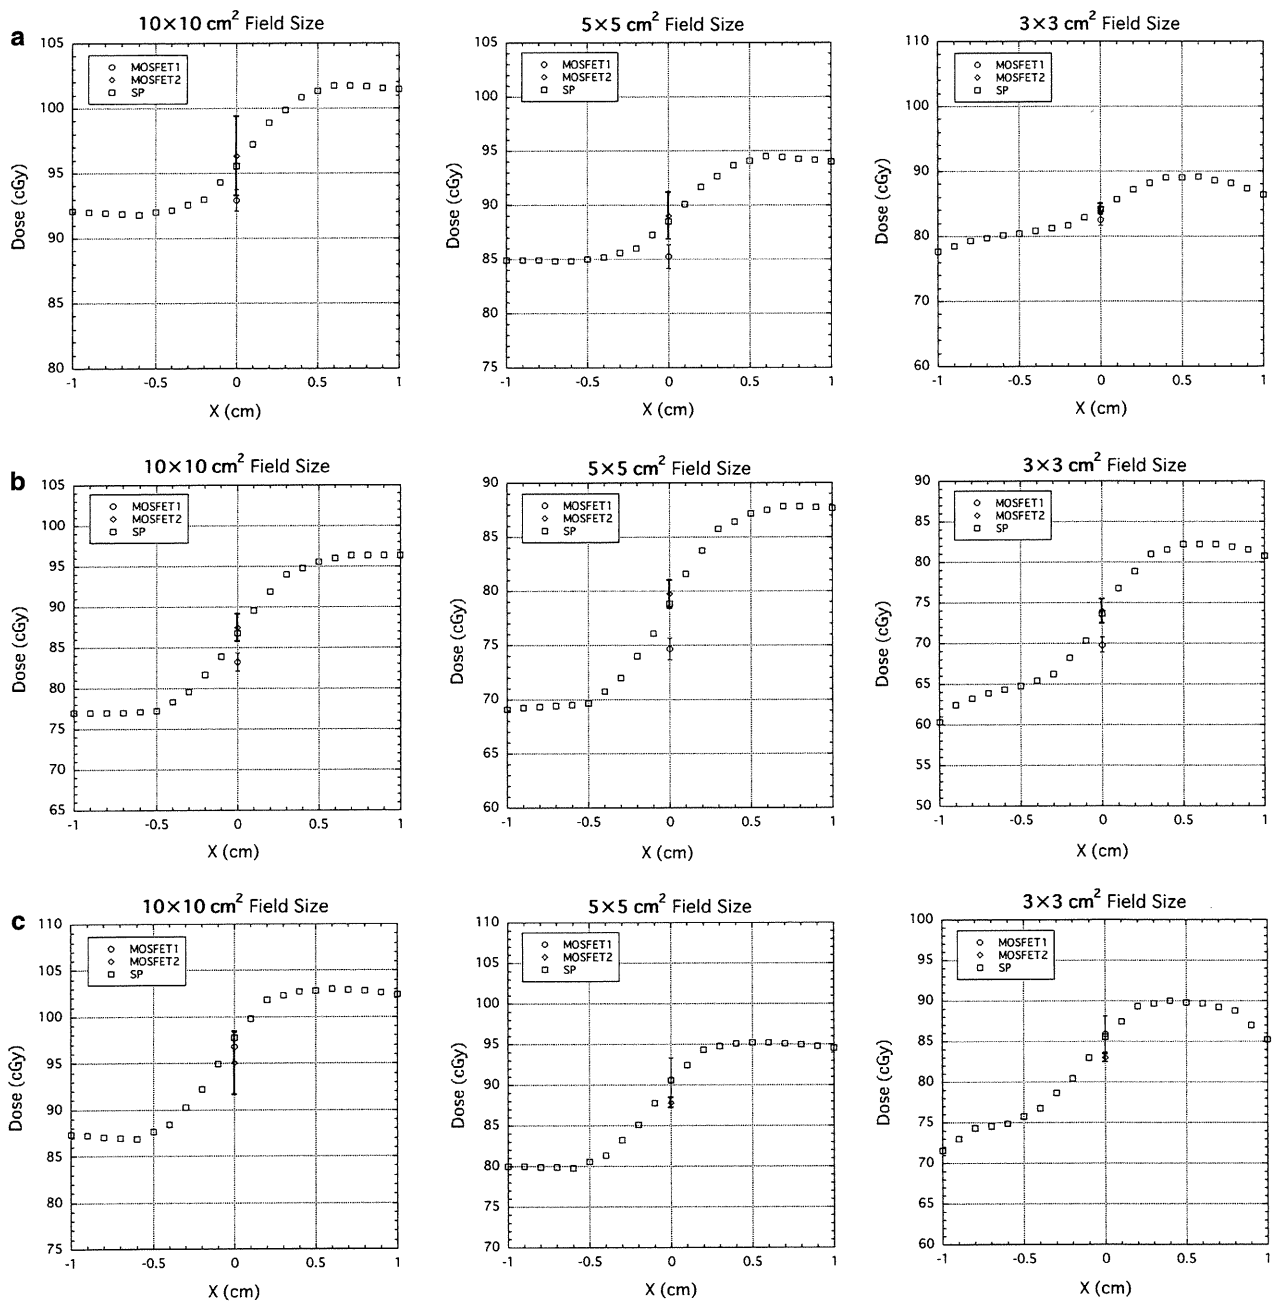 a
10×10 cm² Field Size
105
100
95
90
85
80
Dose (cGy)
MOSFET1
MOSFET2
SP
-1 -0.5 0 0.5 1
X (cm)
5×5 cm² Field Size
105
100
95
90
85
80
75
Dose (cGy)
MOSFET1
MOSFET2
SP
-1 -0.5 0 0.5 1
X (cm)
3×3 cm² Field Size
110
100
90
80
70
60
Dose (cGy)
MOSFET1
MOSFET2
SP
-1 -0.5 0 0.5 1
X (cm)
b
10×10 cm² Field Size
105
100
95
90
85
80
75
70
65
Dose (cGy)
MOSFET1
MOSFET2
SP
-1 -0.5 0 0.5 1
X (cm)
5×5 cm² Field Size
90
85
80
75
70
65
60
Dose (cGy)
MOSFET1
MOSFET2
SP
-1 -0.5 0 0.5 1
X (cm)
3×3 cm² Field Size
90
85
80
75
70
65
60
55
50
Dose (cGy)
MOSFET1
MOSFET2
SP
-1 -0.5 0 0.5 1
X (cm)
c
10×10 cm² Field Size
110
105
100
95
90
85
80
75
Dose (cGy)
MOSFET1
MOSFET2
SP
-1 -0.5 0 0.5 1
X (cm)
5×5 cm² Field Size
110
105
100
95
90
85
80
75
70
Dose (cGy)
MOSFET1
MOSFET2
SP
-1 -0.5 0 0.5 1
X (cm)
3×3 cm² Field Size
100
95
90
85
80
75
70
65
60
Dose (cGy)
MOSFET1
MOSFET2
SP
-1 -0.5 0 0.5 1
X (cm)